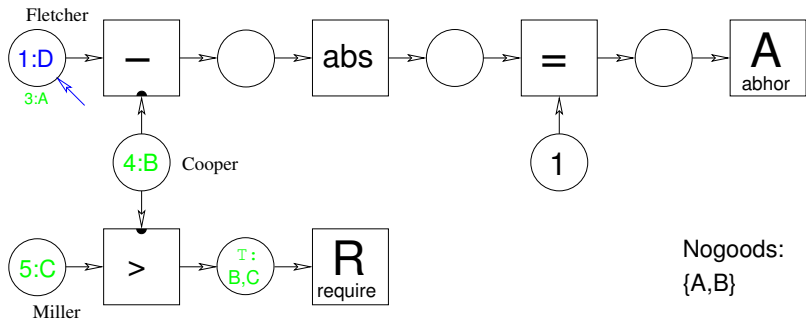 Fletcher
1:D
3:A
−
abs
=
A
abhor
4:B
Cooper
1
5:C
>
T:
B,C
R
require
Miller
Nogoods:
{A,B}